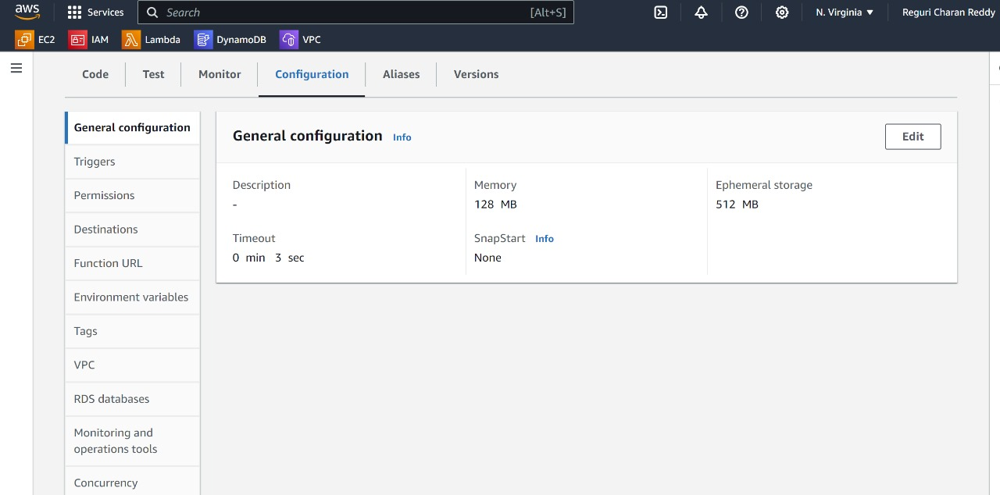 aws Services Search [Alt+S] N. Virginia ▼ Reguri Charan Reddy
EC2 IAM Lambda DynamoDB VPC
Code Test Monitor Configuration Aliases Versions
General configuration
Triggers
Permissions
Destinations
Function URL
Environment variables
Tags
VPC
RDS databases
Monitoring and
operations tools
Concurrency
General configuration Info Edit
Description
-
Memory
128 MB
Ephemeral storage
512 MB
Timeout
0 min 3 sec
SnapStart Info
None